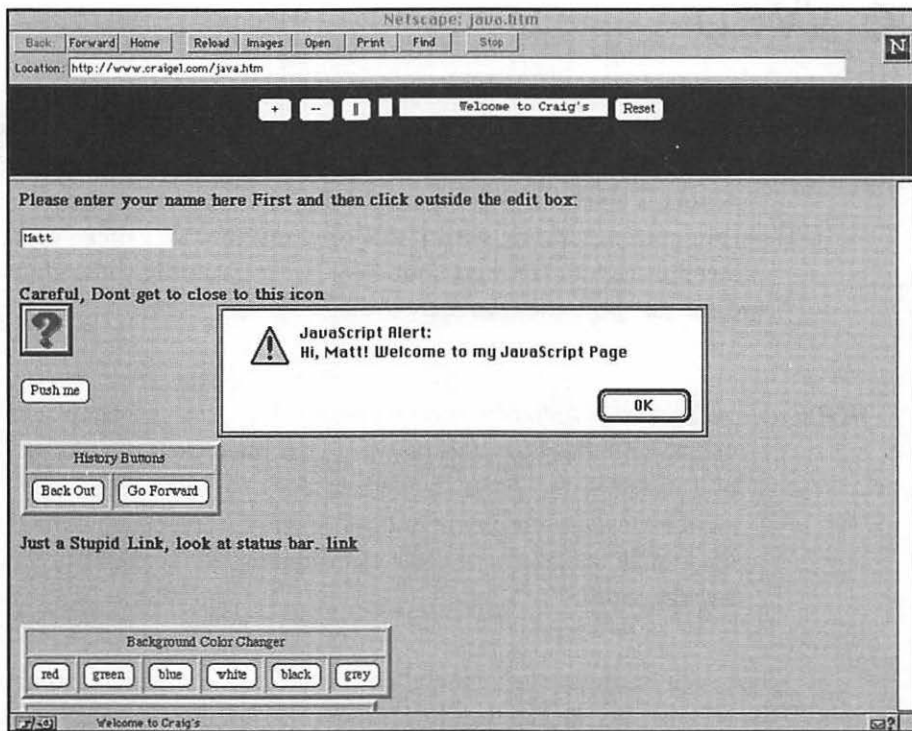 Netscape: java.htm
Back Forward Home Reload Images Open Print Find Stop
N
Location: http://www.craigel.com/java.htm
+ -- || Welcome to Craig's Reset
Please enter your name here First and then click outside the edit box:
Matt
Careful, Dont get to close to this icon
?
JavaScript Alert:
Hi, Matt! Welcome to my JavaScript Page
OK
Push me
History Buttons
Back Out Go Forward
Just a Stupid Link, look at status bar. link
Background Color Changer
red green blue white black grey
Welcome to Craig's
?